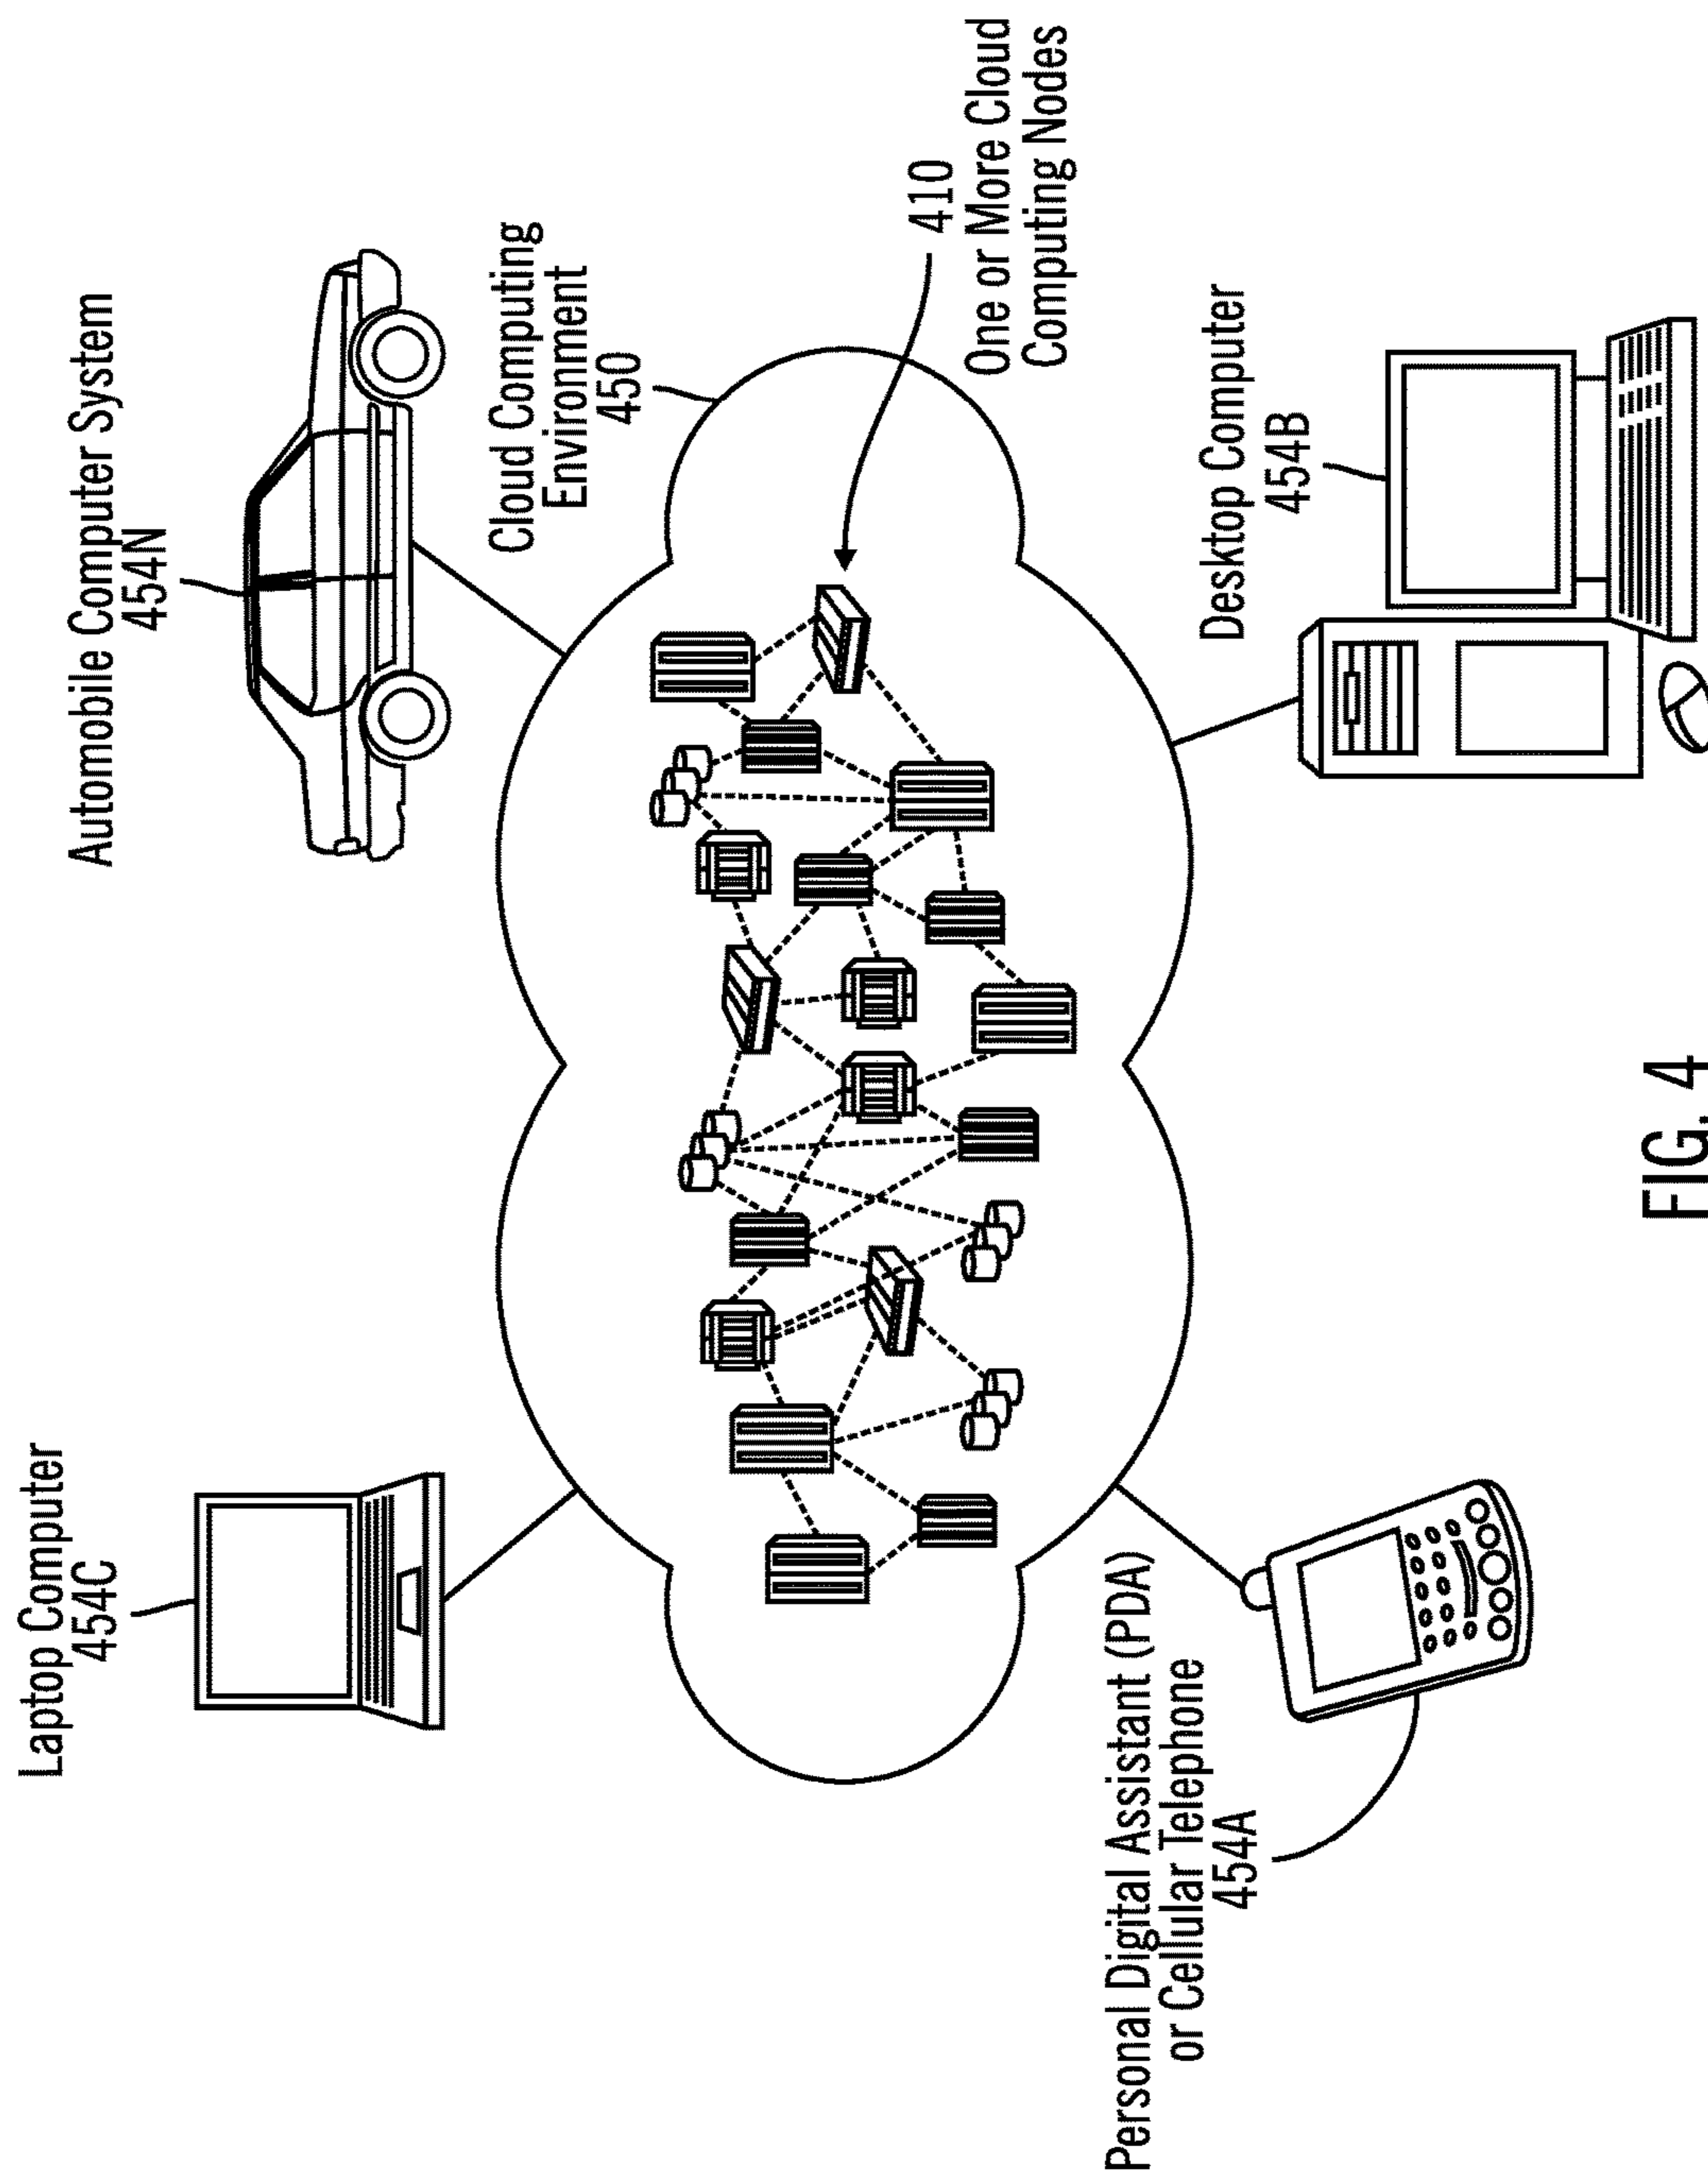 Laptop Computer
454C
Automobile Computer System
454N
Cloud Computing
Environment
450
410
One or More Cloud
Computing Nodes
Personal Digital Assistant (PDA)
or Cellular Telephone
454A
Desktop Computer
454B
FIG. 4